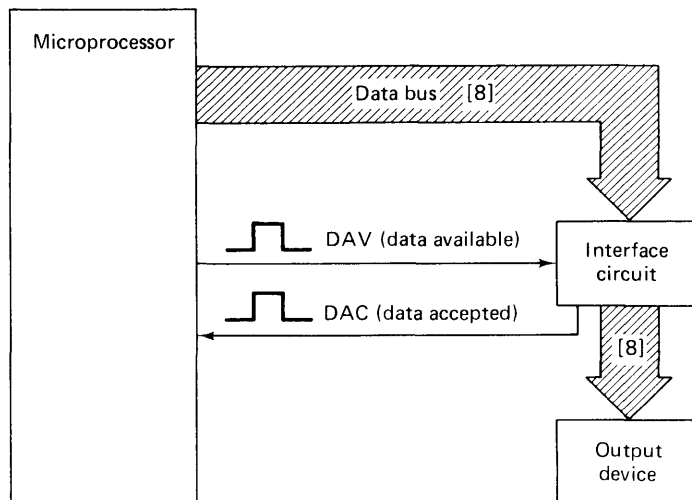 Microprocessor
Data bus [8]
DAV (data available)
Interface
circuit
DAC (data accepted)
[8]
Output
device